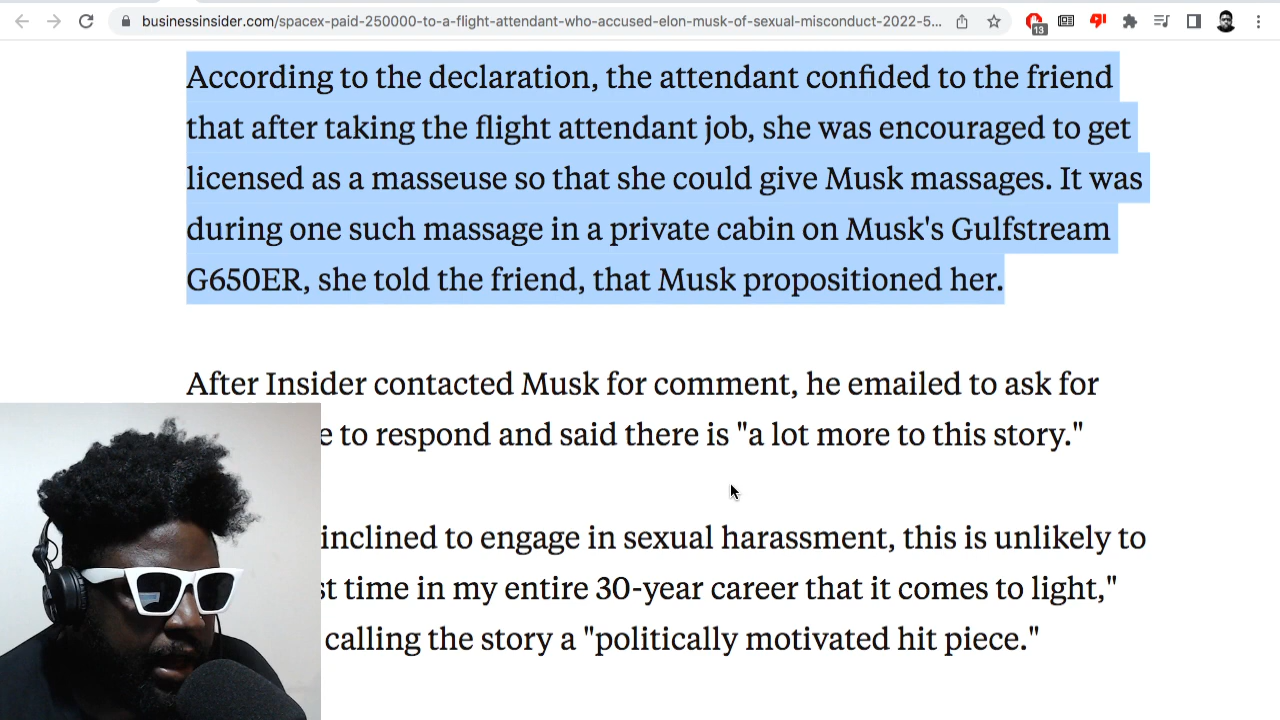 businessinsider.com/spacex-paid-250000-to-a-flight-attendant-who-accused-elon-musk-of-sexual-misconduct-2022-5...
13
According to the declaration, the attendant confided to the friend
that after taking the flight attendant job, she was encouraged to get
licensed as a masseuse so that she could give Musk massages. It was
during one such massage in a private cabin on Musk's Gulfstream
G650ER, she told the friend, that Musk propositioned her.
After Insider contacted Musk for comment, he emailed to ask for
e to respond and said there is "a lot more to this story."
inclined to engage in sexual harassment, this is unlikely to
st time in my entire 30-year career that it comes to light,"
calling the story a "politically motivated hit piece."